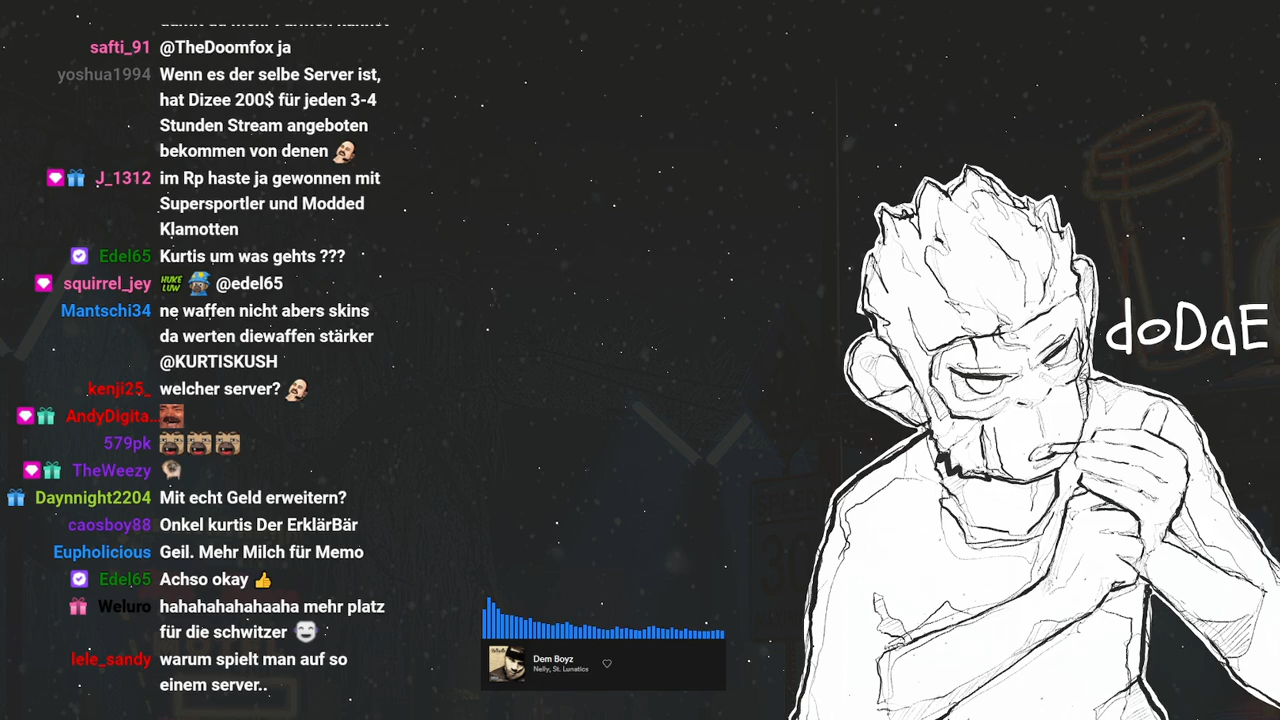 safti_91 @TheDoomfox ja
yoshua1994 Wenn es der selbe Server ist,
hat Dizee 200$ für jeden 3-4
Stunden Stream angeboten
bekommen von denen
J_1312 im Rp haste ja gewonnen mit
Supersportler und Modded
Klamotten
Edel65 Kurtis um was gehts ???
squirrel_jey HUKE LUW @edel65
Mantschi34 ne waffen nicht abers skins
da werten diewaffen stärker
@KURTISKUSH
kenji25_ welcher server?
AndyDigita...
579pk
TheWeezy
Daynnight2204 Mit echt Geld erweitern?
caosboy88 Onkel kurtis Der ErklärBär
Eupholicious Geil. Mehr Milch für Memo
Edel65 Achso okay 👍
Weluro hahahahahahaaha mehr platz
für die schwitzer
lele_sandy warum spielt man auf so
einem server..
doDaE
Dem Boyz
Nelly, St. Lunatics